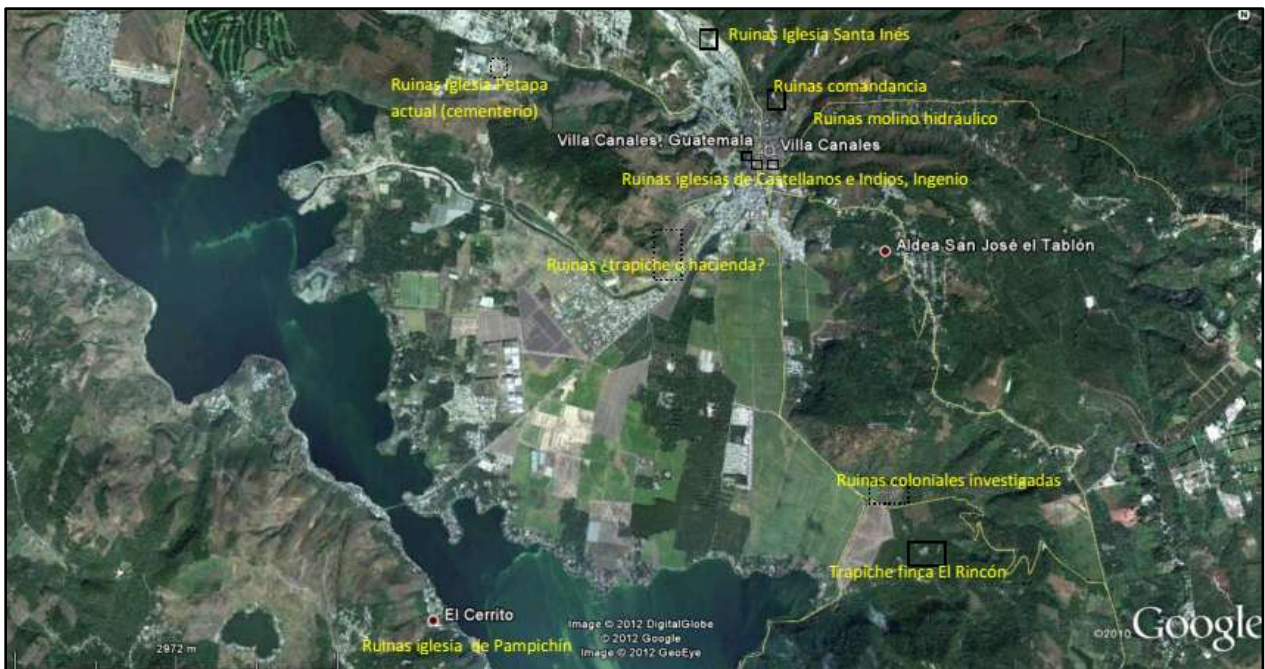 N
Ruinas Iglesia Santa Inés
Ruinas Iglesia Petapa
actual (cementerio)
Ruinas comandancia
Ruinas molino hidráulico
Villa Canales, Guatemala
Villa Canales
Ruinas iglesias de Castellanos e Indios, Ingenio
Aldea San José el Tablón
Ruinas ¿trapiche o hacienda?
Ruinas coloniales investigadas
Trapiche finca El Rincón
El Cerrito
Ruinas iglesia de Pampichín
2972 m
Image © 2012 DigitalGlobe
© 2012 Google
Image © 2012 GeoEye
©2010 Google